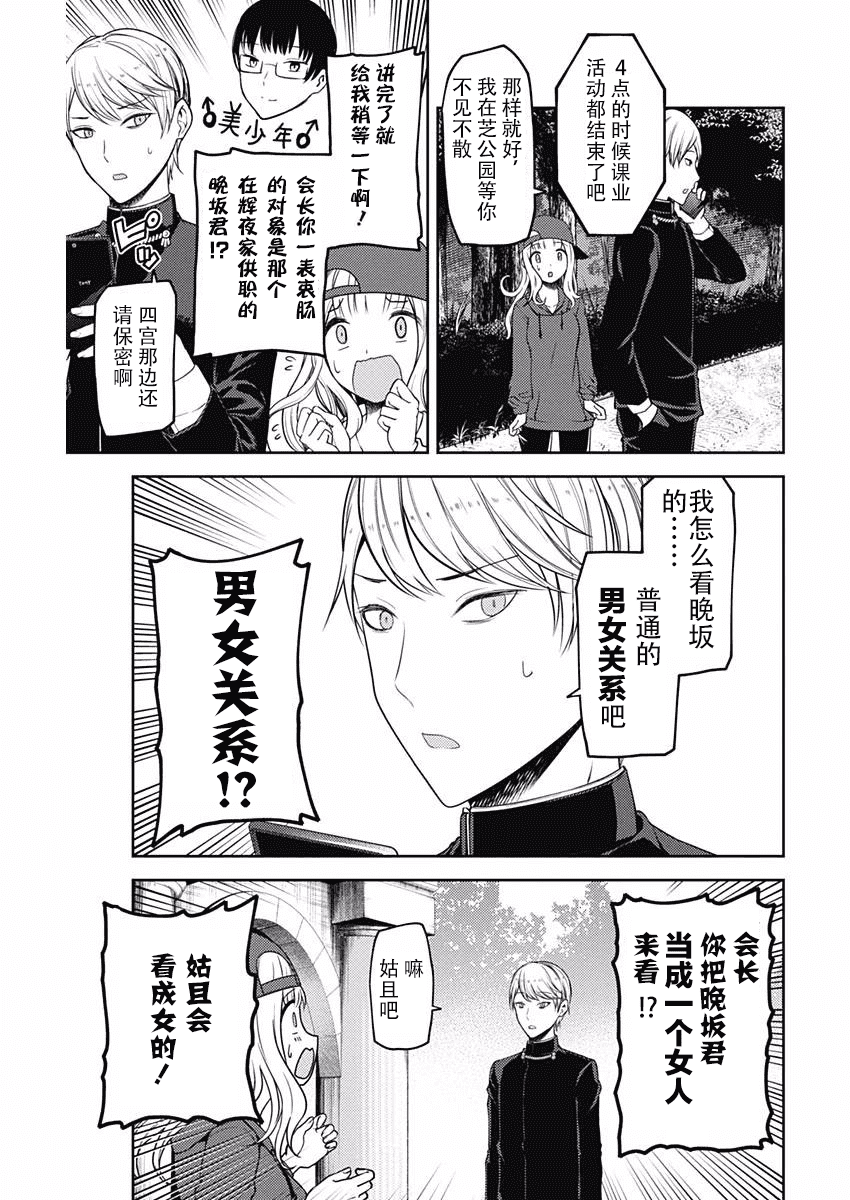 4点的时候课业
活动都结束了吧
那样就好,
我在芝公园等你
不见不散
讲完了就
给我稍等一下啊!
♂美少年♂
会长你一表衷肠
的对象是那个
在辉夜家供职的
晚坂君!?
ピピッ
四宫那边还
请保密啊
我怎么看晚坂
的……
普通的
男女关系吧
男女关系!?
会长
你把晚坂君
当成一个女人
来看!?
嘛
姑且吧
姑且会
看成女的!